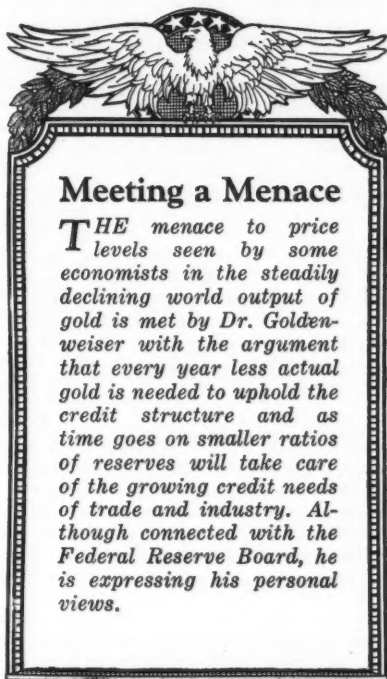 Meeting a Menace
THE menace to price
levels seen by some
economists in the steadily
declining world output of
gold is met by Dr. Golden-
weiser with the argument
that every year less actual
gold is needed to uphold the
credit structure and as
time goes on smaller ratios
of reserves will take care
of the growing credit needs
of trade and industry. Al-
though connected with the
Federal Reserve Board, he
is expressing his personal
views.